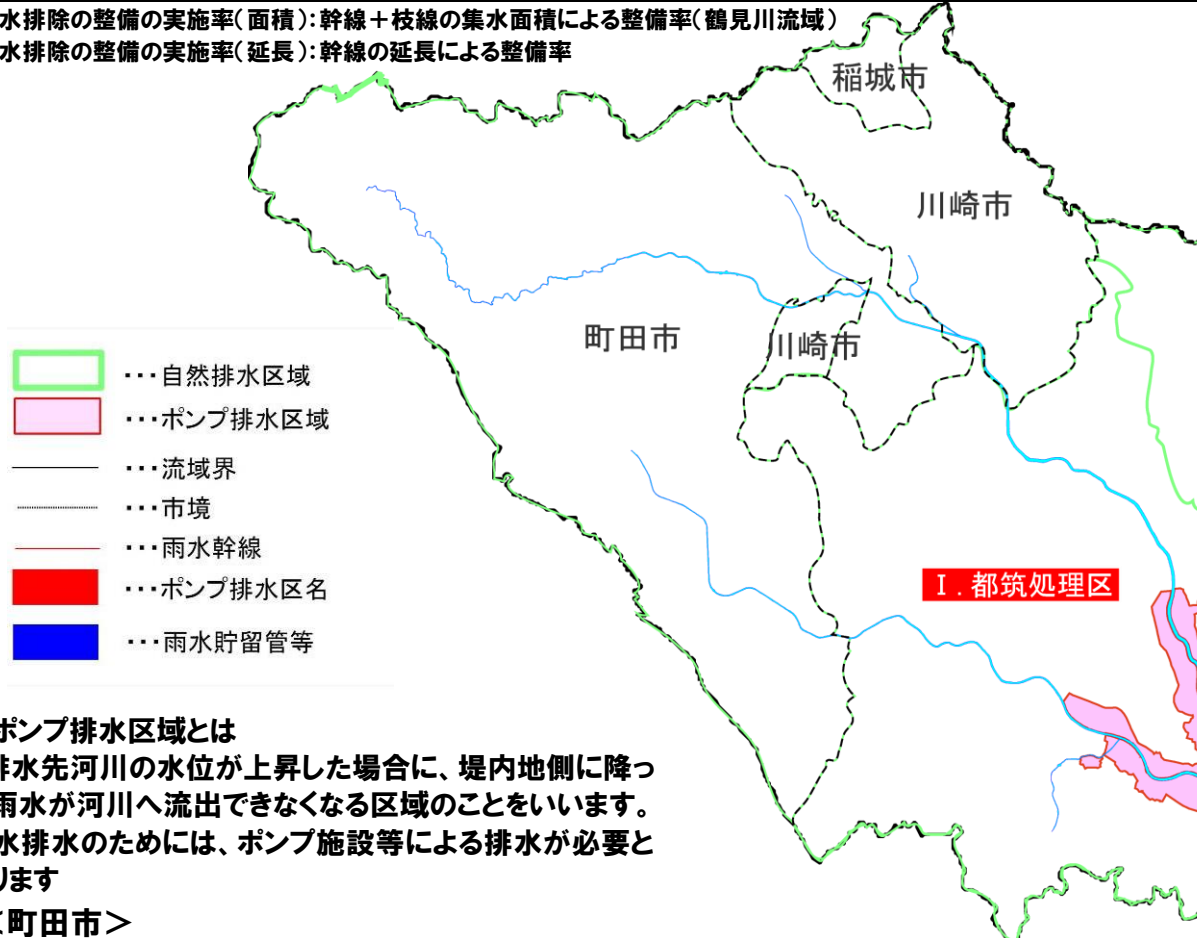 水排除の整備の実施率(面積):幹線+枝線の集水面積による整備率(鶴見川流域)
水排除の整備の実施率(延長):幹線の延長による整備率
稲城市
川崎市
町田市
川崎市
・・・自然排水区域
・・・ポンプ排水区域
・・・流域界
・・・市境
・・・雨水幹線
・・・ポンプ排水区名
・・・雨水貯留管等
Ⅰ.都筑処理区
ポンプ排水区域とは
排水先河川の水位が上昇した場合に、堤内地側に降っ
雨水が河川へ流出できなくなる区域のことをいいます。
水排水のためには、ポンプ施設等による排水が必要と
ります
町田市>